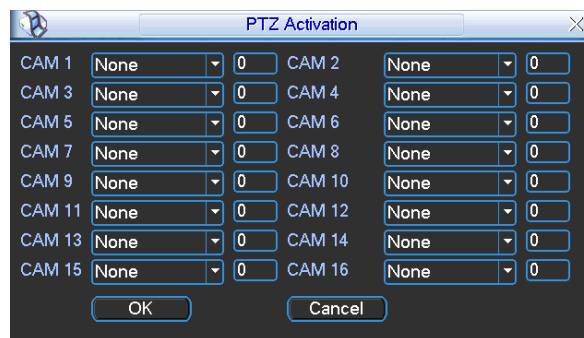 PTZ Activation
CAM 1 None 0 CAM 2 None 0
CAM 3 None 0 CAM 4 None 0
CAM 5 None 0 CAM 6 None 0
CAM 7 None 0 CAM 8 None 0
CAM 9 None 0 CAM 10 None 0
CAM 11 None 0 CAM 12 None 0
CAM 13 None 0 CAM 14 None 0
CAM 15 None 0 CAM 16 None 0
OK Cancel